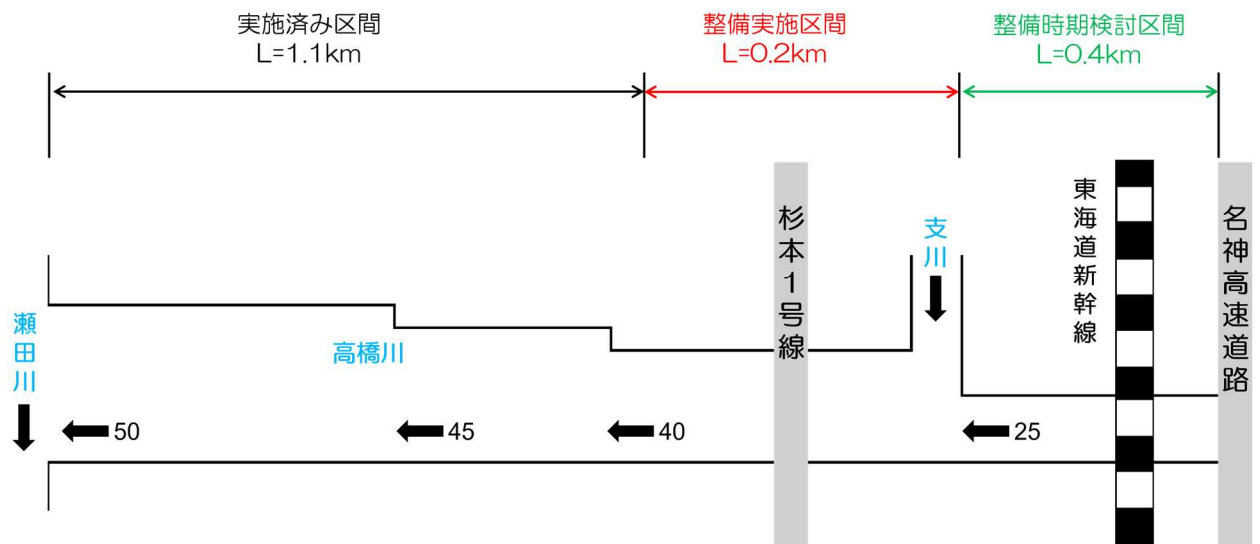 実施済み区間
L=1.1km
整備実施区間
L=0.2km
整備時期検討区間
L=0.4km
瀬田川
高橋川
杉本1号線
支川
東海道新幹線
名神高速道路
50
45
40
25